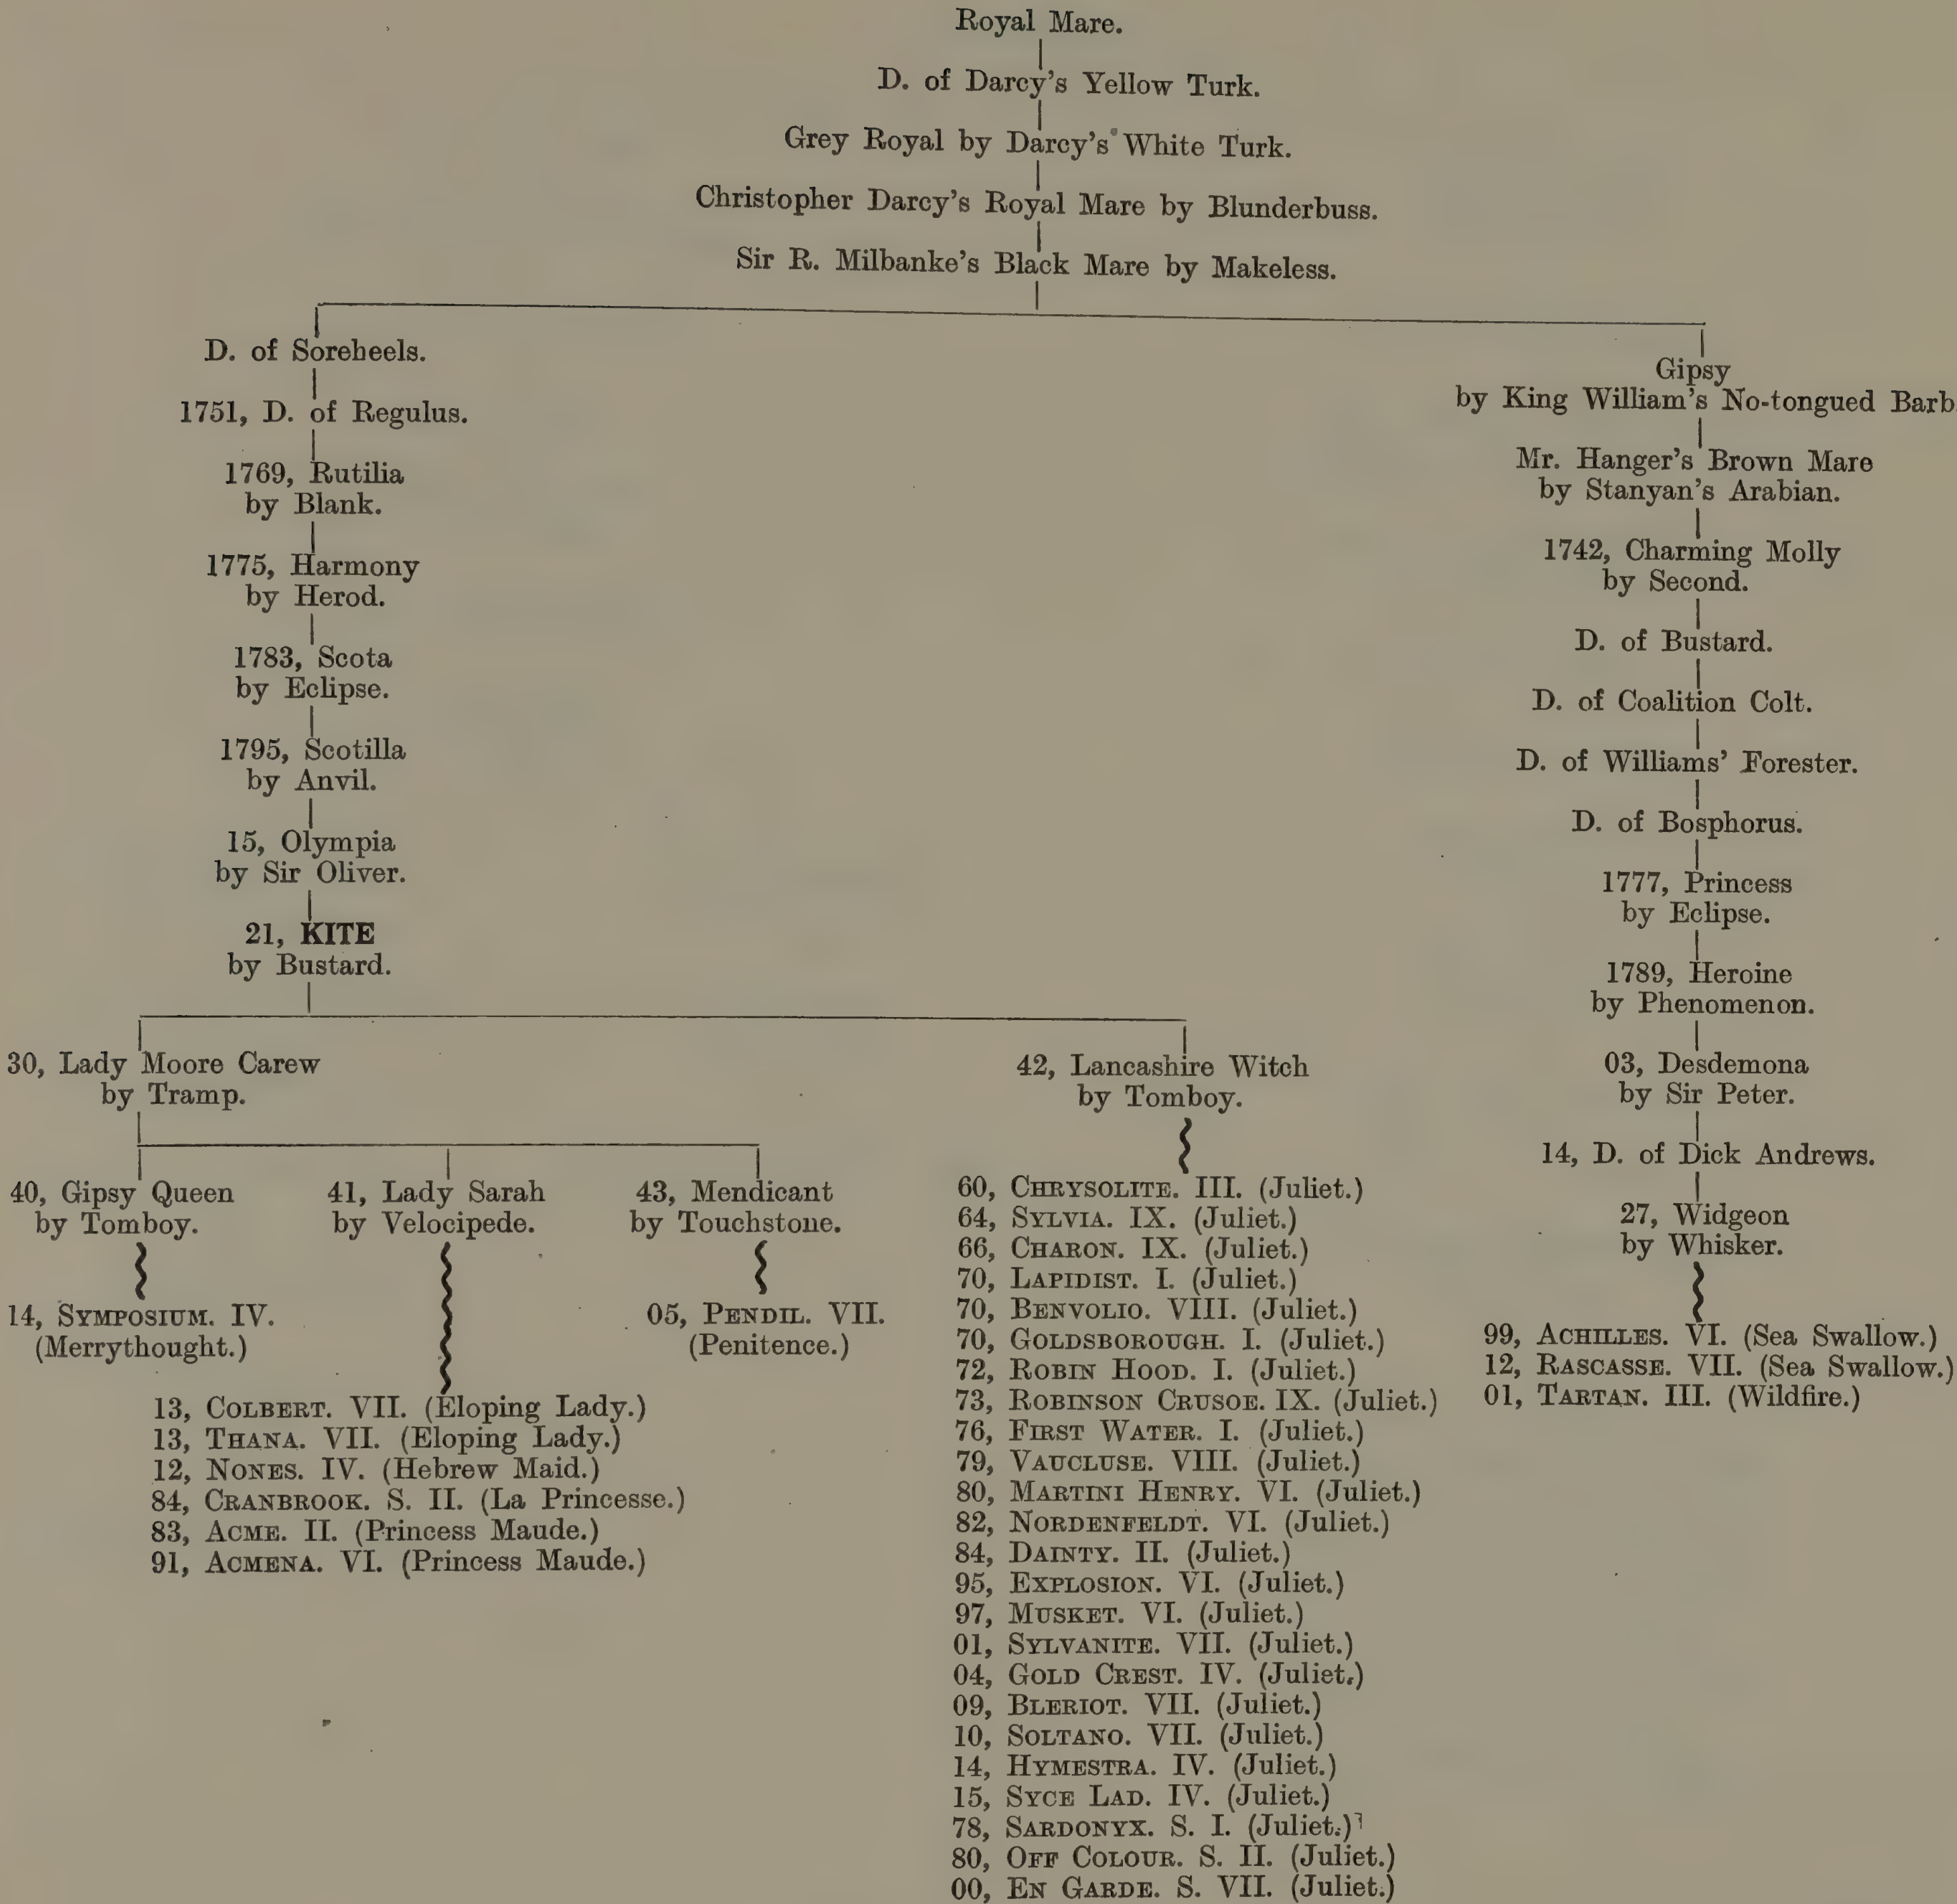 Royal Mare.
D. of Darcy's Yellow Turk.
Grey Royal by Darcy's White Turk.
Christopher Darcy's Royal Mare by Blunderbuss.
Sir R. Milbanke's Black Mare by Makeless.
D. of Soreheels.
1751, D. of Regulus.
1769, Rutilia
by Blank.
1775, Harmony
by Herod.
1783, Scota
by Eclipse.
1795, Scotilla
by Anvil.
15, Olympia
by Sir Oliver.
21, KITE
by Bustard.
30, Lady Moore Carew
by Tramp.
40, Gipsy Queen
by Tomboy.
14, SYMPOSIUM. IV.
(Merrythought.)
41, Lady Sarah
by Velocipede.
13, COLBERT. VII. (Eloping Lady.)
13, THANA. VII. (Eloping Lady.)
12, NONES. IV. (Hebrew Maid.)
84, CRANBROOK. S. II. (La Princesse.)
83, ACME. II. (Princess Maude.)
91, ACMENA. VI. (Princess Maude.)
43, Mendicant
by Touchstone.
05, PENDIL. VII.
(Penitence.)
42, Lancashire Witch
by Tomboy.
60, CHRYSOLITE. III. (Juliet.)
64, SYLVIA. IX. (Juliet.)
66, CHARON. IX. (Juliet.)
70, LAPIDIST. I. (Juliet.)
70, BENVOLIO. VIII. (Juliet.)
70, GOLDSBOROUGH. I. (Juliet.)
72, ROBIN HOOD. I. (Juliet.)
73, ROBINSON CRUSOE. IX. (Juliet.)
76, FIRST WATER. I. (Juliet.)
79, VAUCLUSE. VIII. (Juliet.)
80, MARTINI HENRY. VI. (Juliet.)
82, NORDENFELDT. VI. (Juliet.)
84, DAINTY. II. (Juliet.)
95, EXPLOSION. VI. (Juliet.)
97, MUSKET. VI. (Juliet.)
01, SYLVANITE. VII. (Juliet.)
04, GOLD CREST. IV. (Juliet.)
09, BLERIOT. VII. (Juliet.)
10, SOLTANO. VII. (Juliet.)
14, HYMESTRA. IV. (Juliet.)
15, SYCE LAD. IV. (Juliet.)
78, SARDONYX. S. I. (Juliet.)
80, OFF COLOUR. S. II. (Juliet.)
00, EN GARDE. S. VII. (Juliet.)
Gipsy
by King William's No-tongued Barb
Mr. Hanger's Brown Mare
by Stanyan's Arabian.
1742, Charming Molly
by Second.
D. of Bustard.
D. of Coalition Colt.
D. of Williams' Forester.
D. of Bosphorus.
1777, Princess
by Eclipse.
1789, Heroine
by Phenomenon.
03, Desdemona
by Sir Peter.
14, D. of Dick Andrews.
27, Widgeon
by Whisker.
99, ACHILLES. VI. (Sea Swallow.)
12, RASCASSE. VII. (Sea Swallow.)
01, TARTAN. III. (Wildfire.)